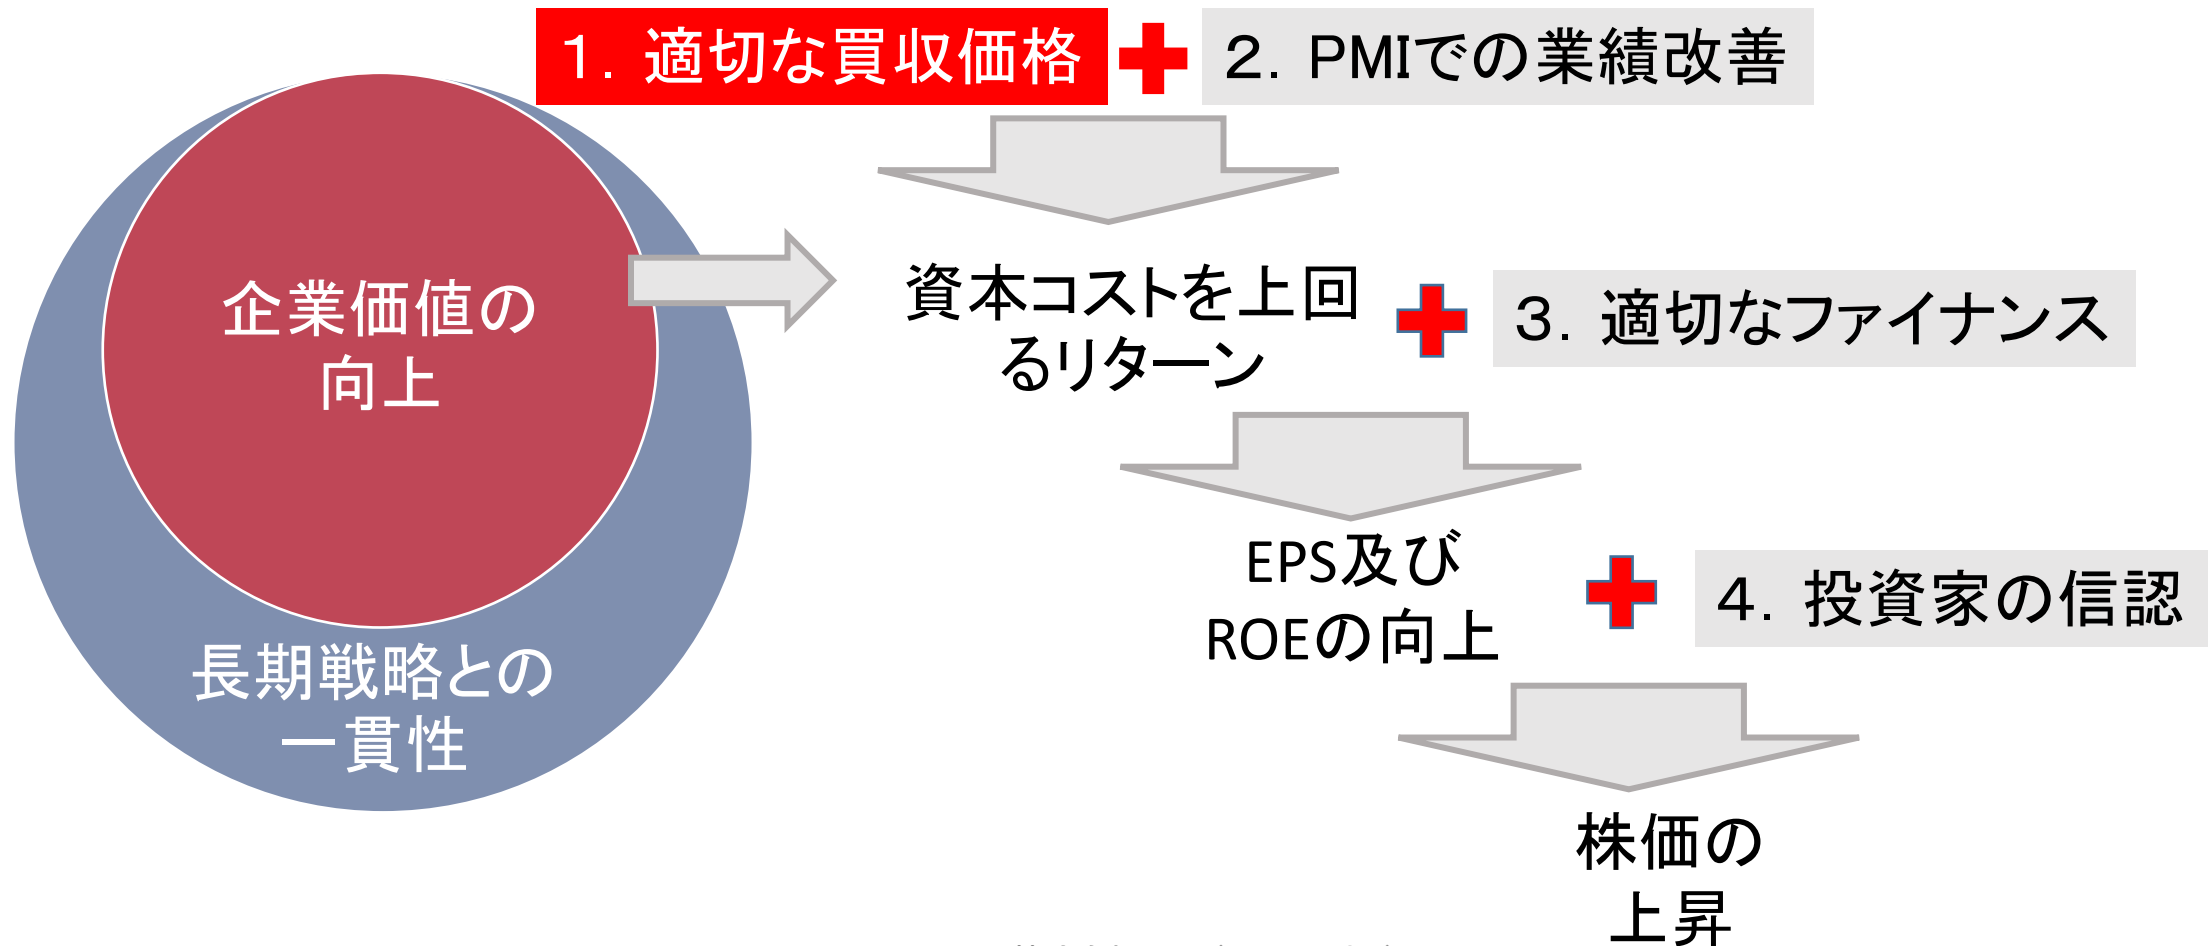 １．適切な買収価格
２．PMIでの業績改善
企業価値の
向上
資本コストを上回
るリターン
３．適切なファイナンス
EPS及び
ROEの向上
４．投資家の信認
長期戦略との
一貫性
株価の
上昇